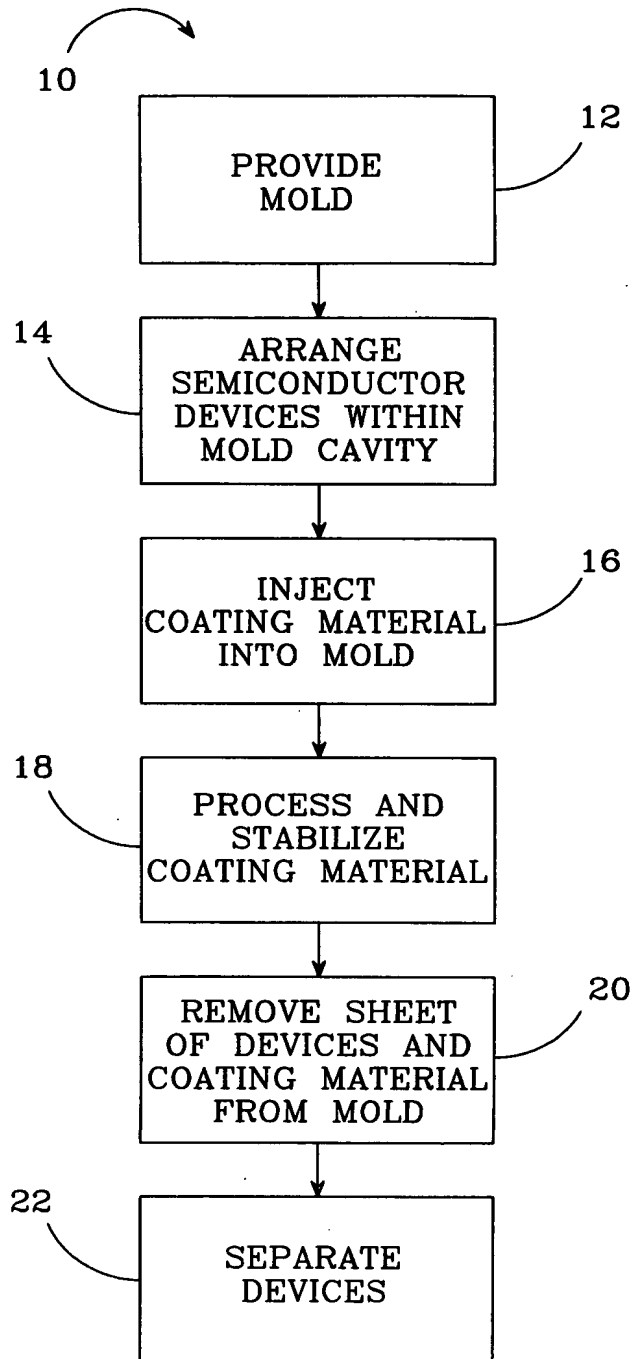 10
12
PROVIDE
MOLD
14
ARRANGE
SEMICONDUCTOR
DEVICES WITHIN
MOLD CAVITY
16
INJECT
COATING MATERIAL
INTO MOLD
18
PROCESS AND
STABILIZE
COATING MATERIAL
20
REMOVE SHEET
OF DEVICES AND
COATING MATERIAL
FROM MOLD
22
SEPARATE
DEVICES